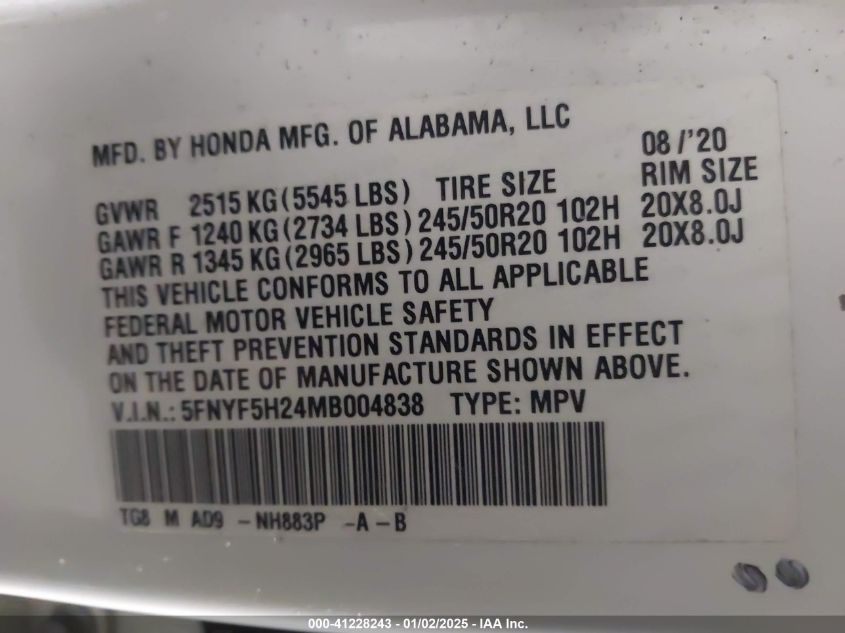 MFD. BY HONDA MFG. OF ALABAMA, LLC 08/'20
GVWR 2515 KG (5545 LBS) TIRE SIZE RIM SIZE
GAWR F 1240 KG (2734 LBS) 245/50R20 102H 20X8.0J
GAWR R 1345 KG (2965 LBS) 245/50R20 102H 20X8.0J
THIS VEHICLE CONFORMS TO ALL APPLICABLE
FEDERAL MOTOR VEHICLE SAFETY
AND THEFT PREVENTION STANDARDS IN EFFECT
ON THE DATE OF MANUFACTURE SHOWN ABOVE.
V.I.N.: 5FNYF5H24MB004838 TYPE: MPV
TG8 M AD9 - NH883P - A - B
000-41228243 - 01/02/2025 - IAA Inc.